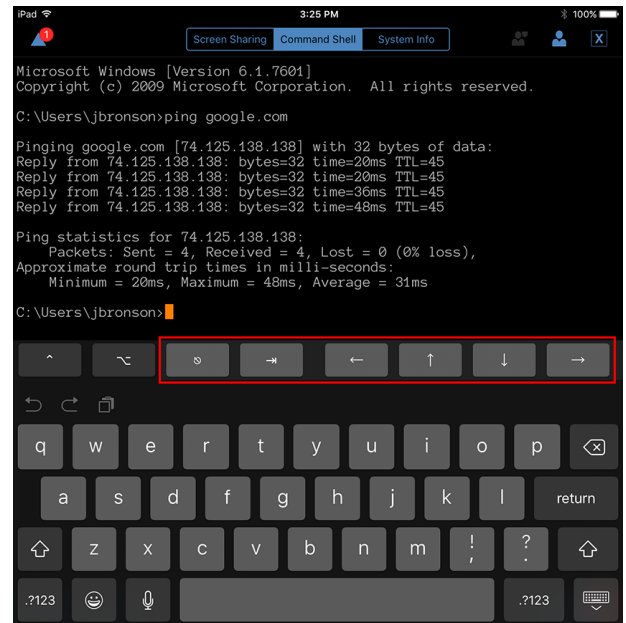 iPad 3:25 PM 100%
1
Screen Sharing Command Shell System Info X
Microsoft Windows [Version 6.1.7601]
Copyright (c) 2009 Microsoft Corporation.  All rights reserved.
C:\Users\jbronson>ping google.com
Pinging google.com [74.125.138.138] with 32 bytes of data:
Reply from 74.125.138.138: bytes=32 time=20ms TTL=45
Reply from 74.125.138.138: bytes=32 time=20ms TTL=45
Reply from 74.125.138.138: bytes=32 time=36ms TTL=45
Reply from 74.125.138.138: bytes=32 time=48ms TTL=45
Ping statistics for 74.125.138.138:
    Packets: Sent = 4, Received = 4, Lost = 0 (0% loss),
Approximate round trip times in milli-seconds:
    Minimum = 20ms, Maximum = 48ms, Average = 31ms
C:\Users\jbronson>
^ ⌥ ⎋ ⇥ ← ↑ ↓ →
q w e r t y u i o p
a s d f g h j k l return
z x c v b n m ! , ? .
.?123 .?123